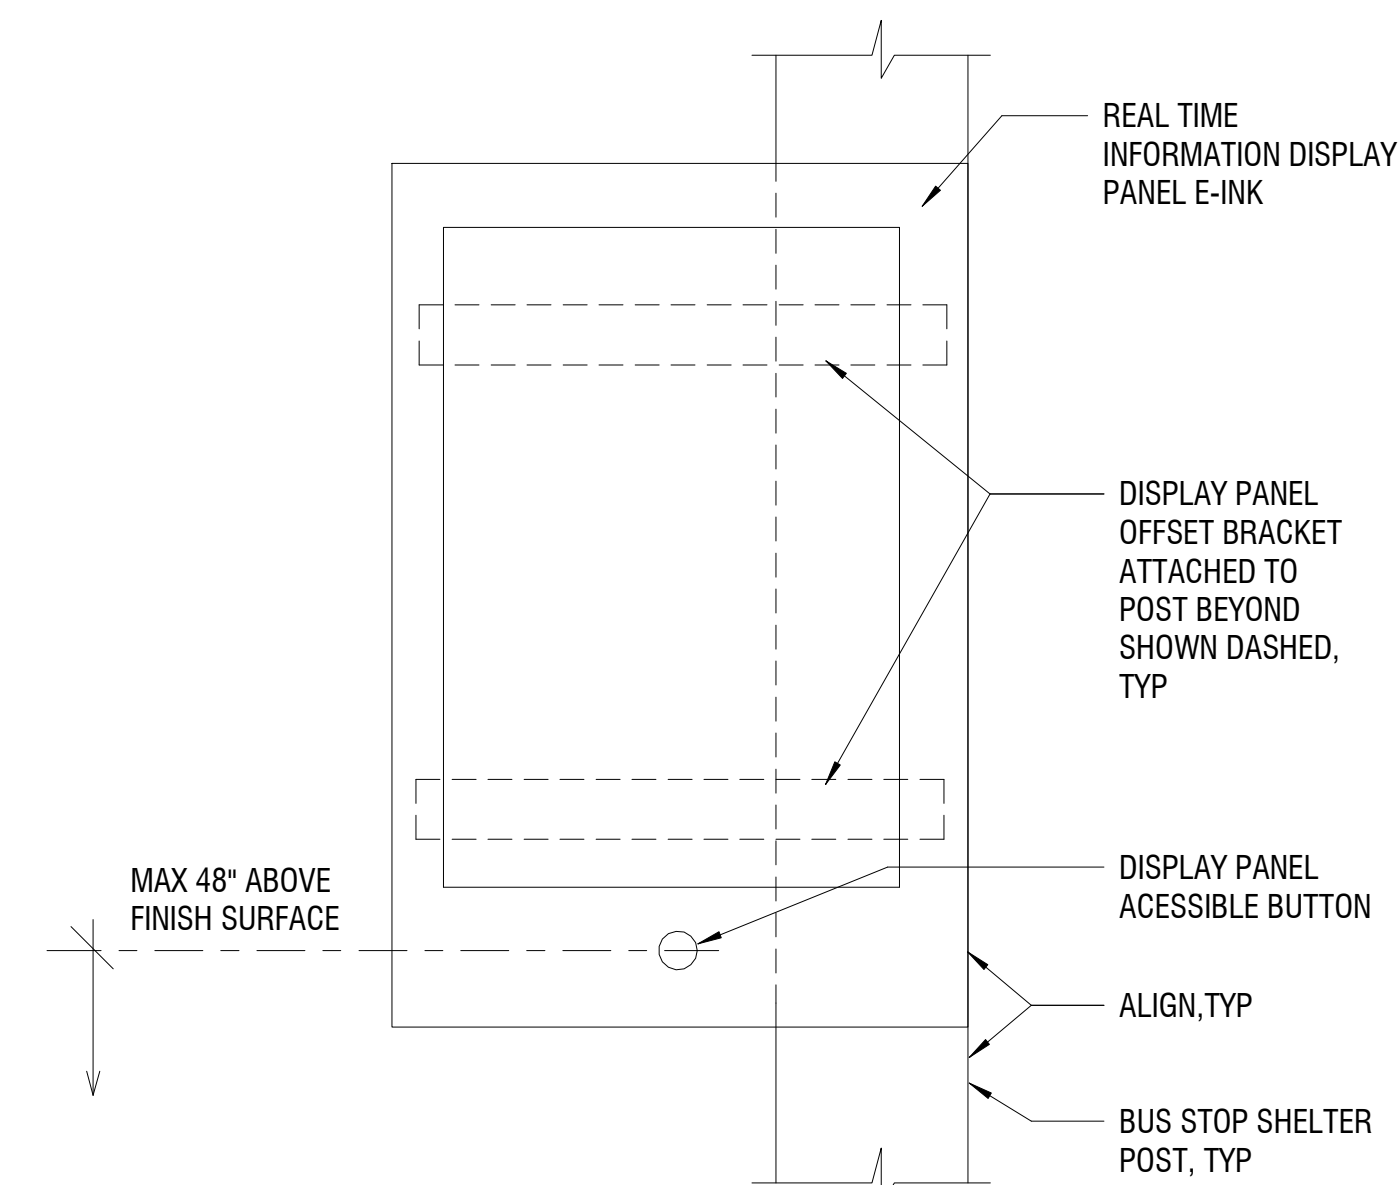 REAL TIME
INFORMATION DISPLAY
PANEL E-INK
DISPLAY PANEL
OFFSET BRACKET
ATTACHED TO
POST BEYOND
SHOWN DASHED,
TYP
MAX 48" ABOVE
FINISH SURFACE
DISPLAY PANEL
ACESSIBLE BUTTON
ALIGN,TYP
BUS STOP SHELTER
POST, TYP